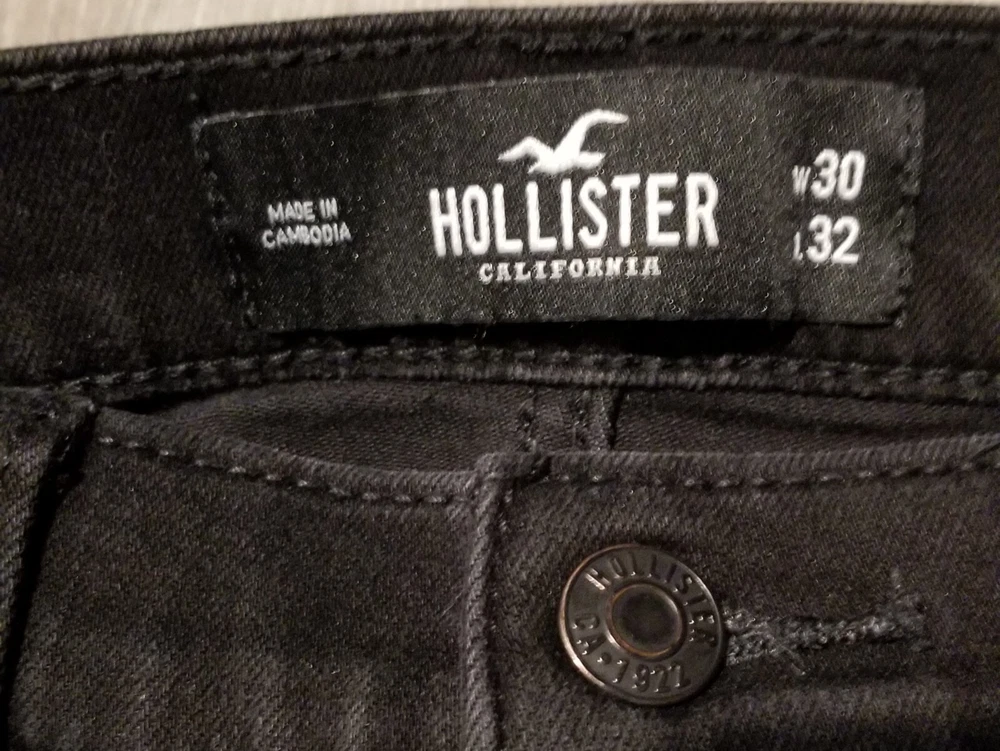 MADE IN
CAMBODIA
HOLLISTER
CALIFORNIA
W30
L32
HOLLISTER
CA • 1922